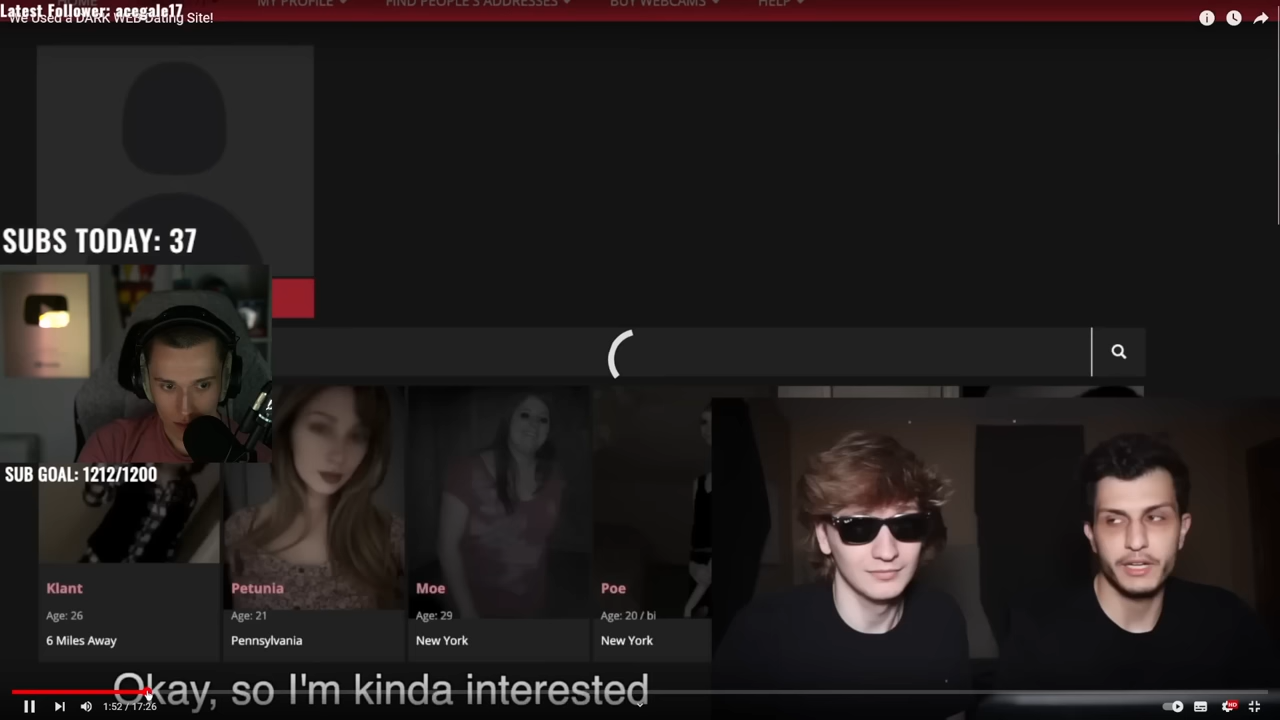 HOME MY PROFILE FIND PEOPLE'S ADDRESSES BUY WEBCAMS HELP
Latest Follower: acegale17
We Used a DARK WEB Dating Site!
SUBS TODAY: 37
SUB GOAL: 1212/1200
Klant Petunia Moe Poe
Age: 26 Age: 21 Age: 29 Age: 20 / bi
6 Miles Away Pennsylvania New York New York
Okay, so I'm kinda interested
1:52 / 17:26 HD